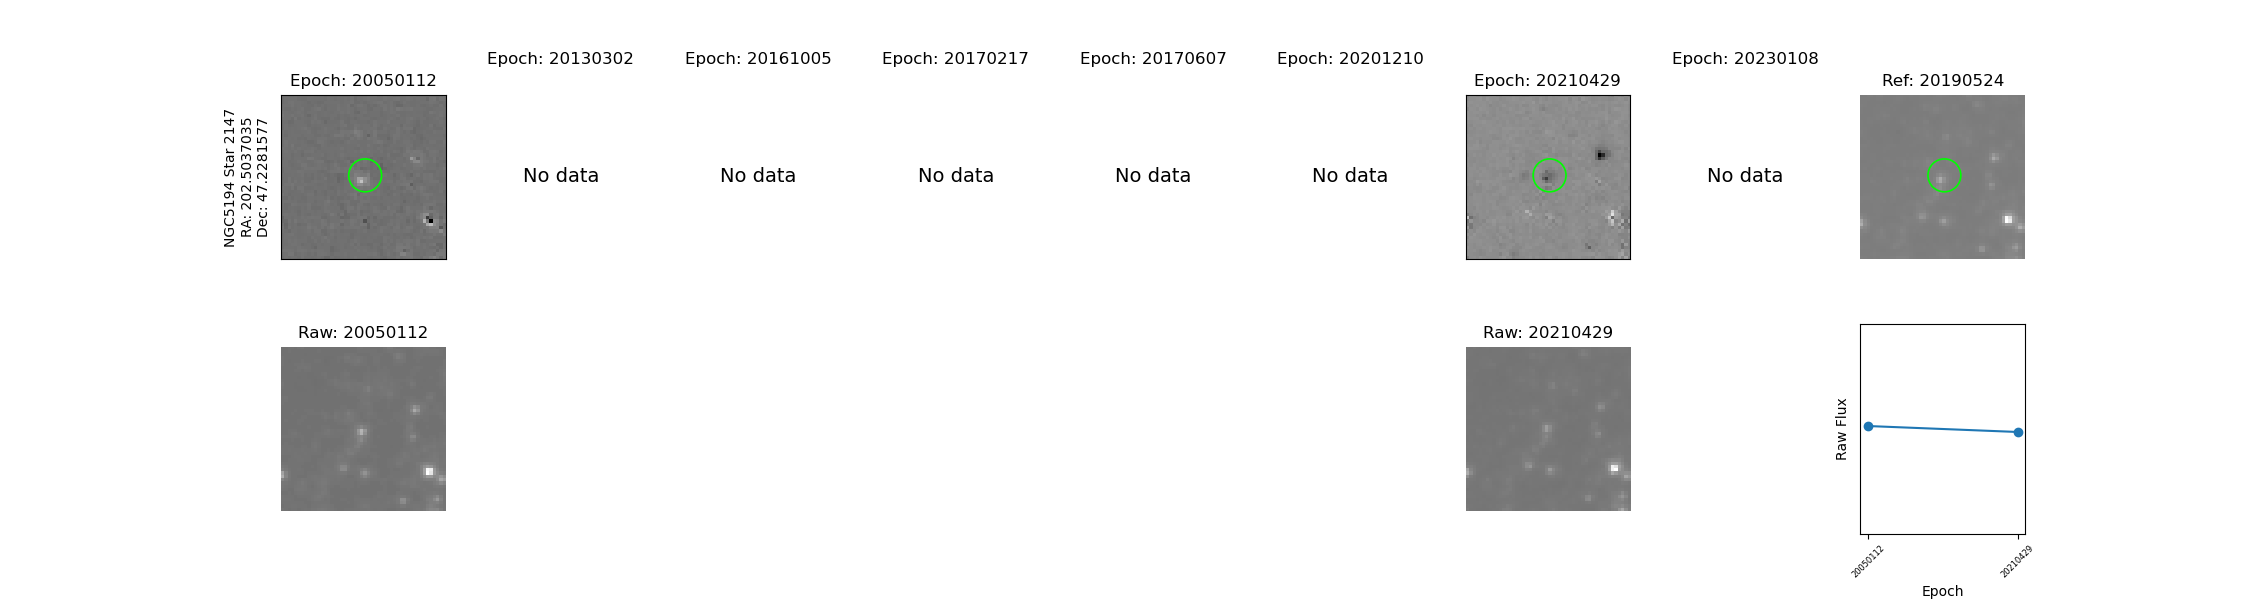 Epoch: 20050112
Epoch: 20130302
Epoch: 20161005
Epoch: 20170217
Epoch: 20170607
Epoch: 20201210
Epoch: 20210429
Epoch: 20230108
Ref: 20190524
NGC5194 Star 2147
RA: 202.5037035
Dec: 47.2281577
No data
No data
No data
No data
No data
No data
Raw: 20050112
Raw: 20210429
Raw Flux
20050112
20210429
Epoch